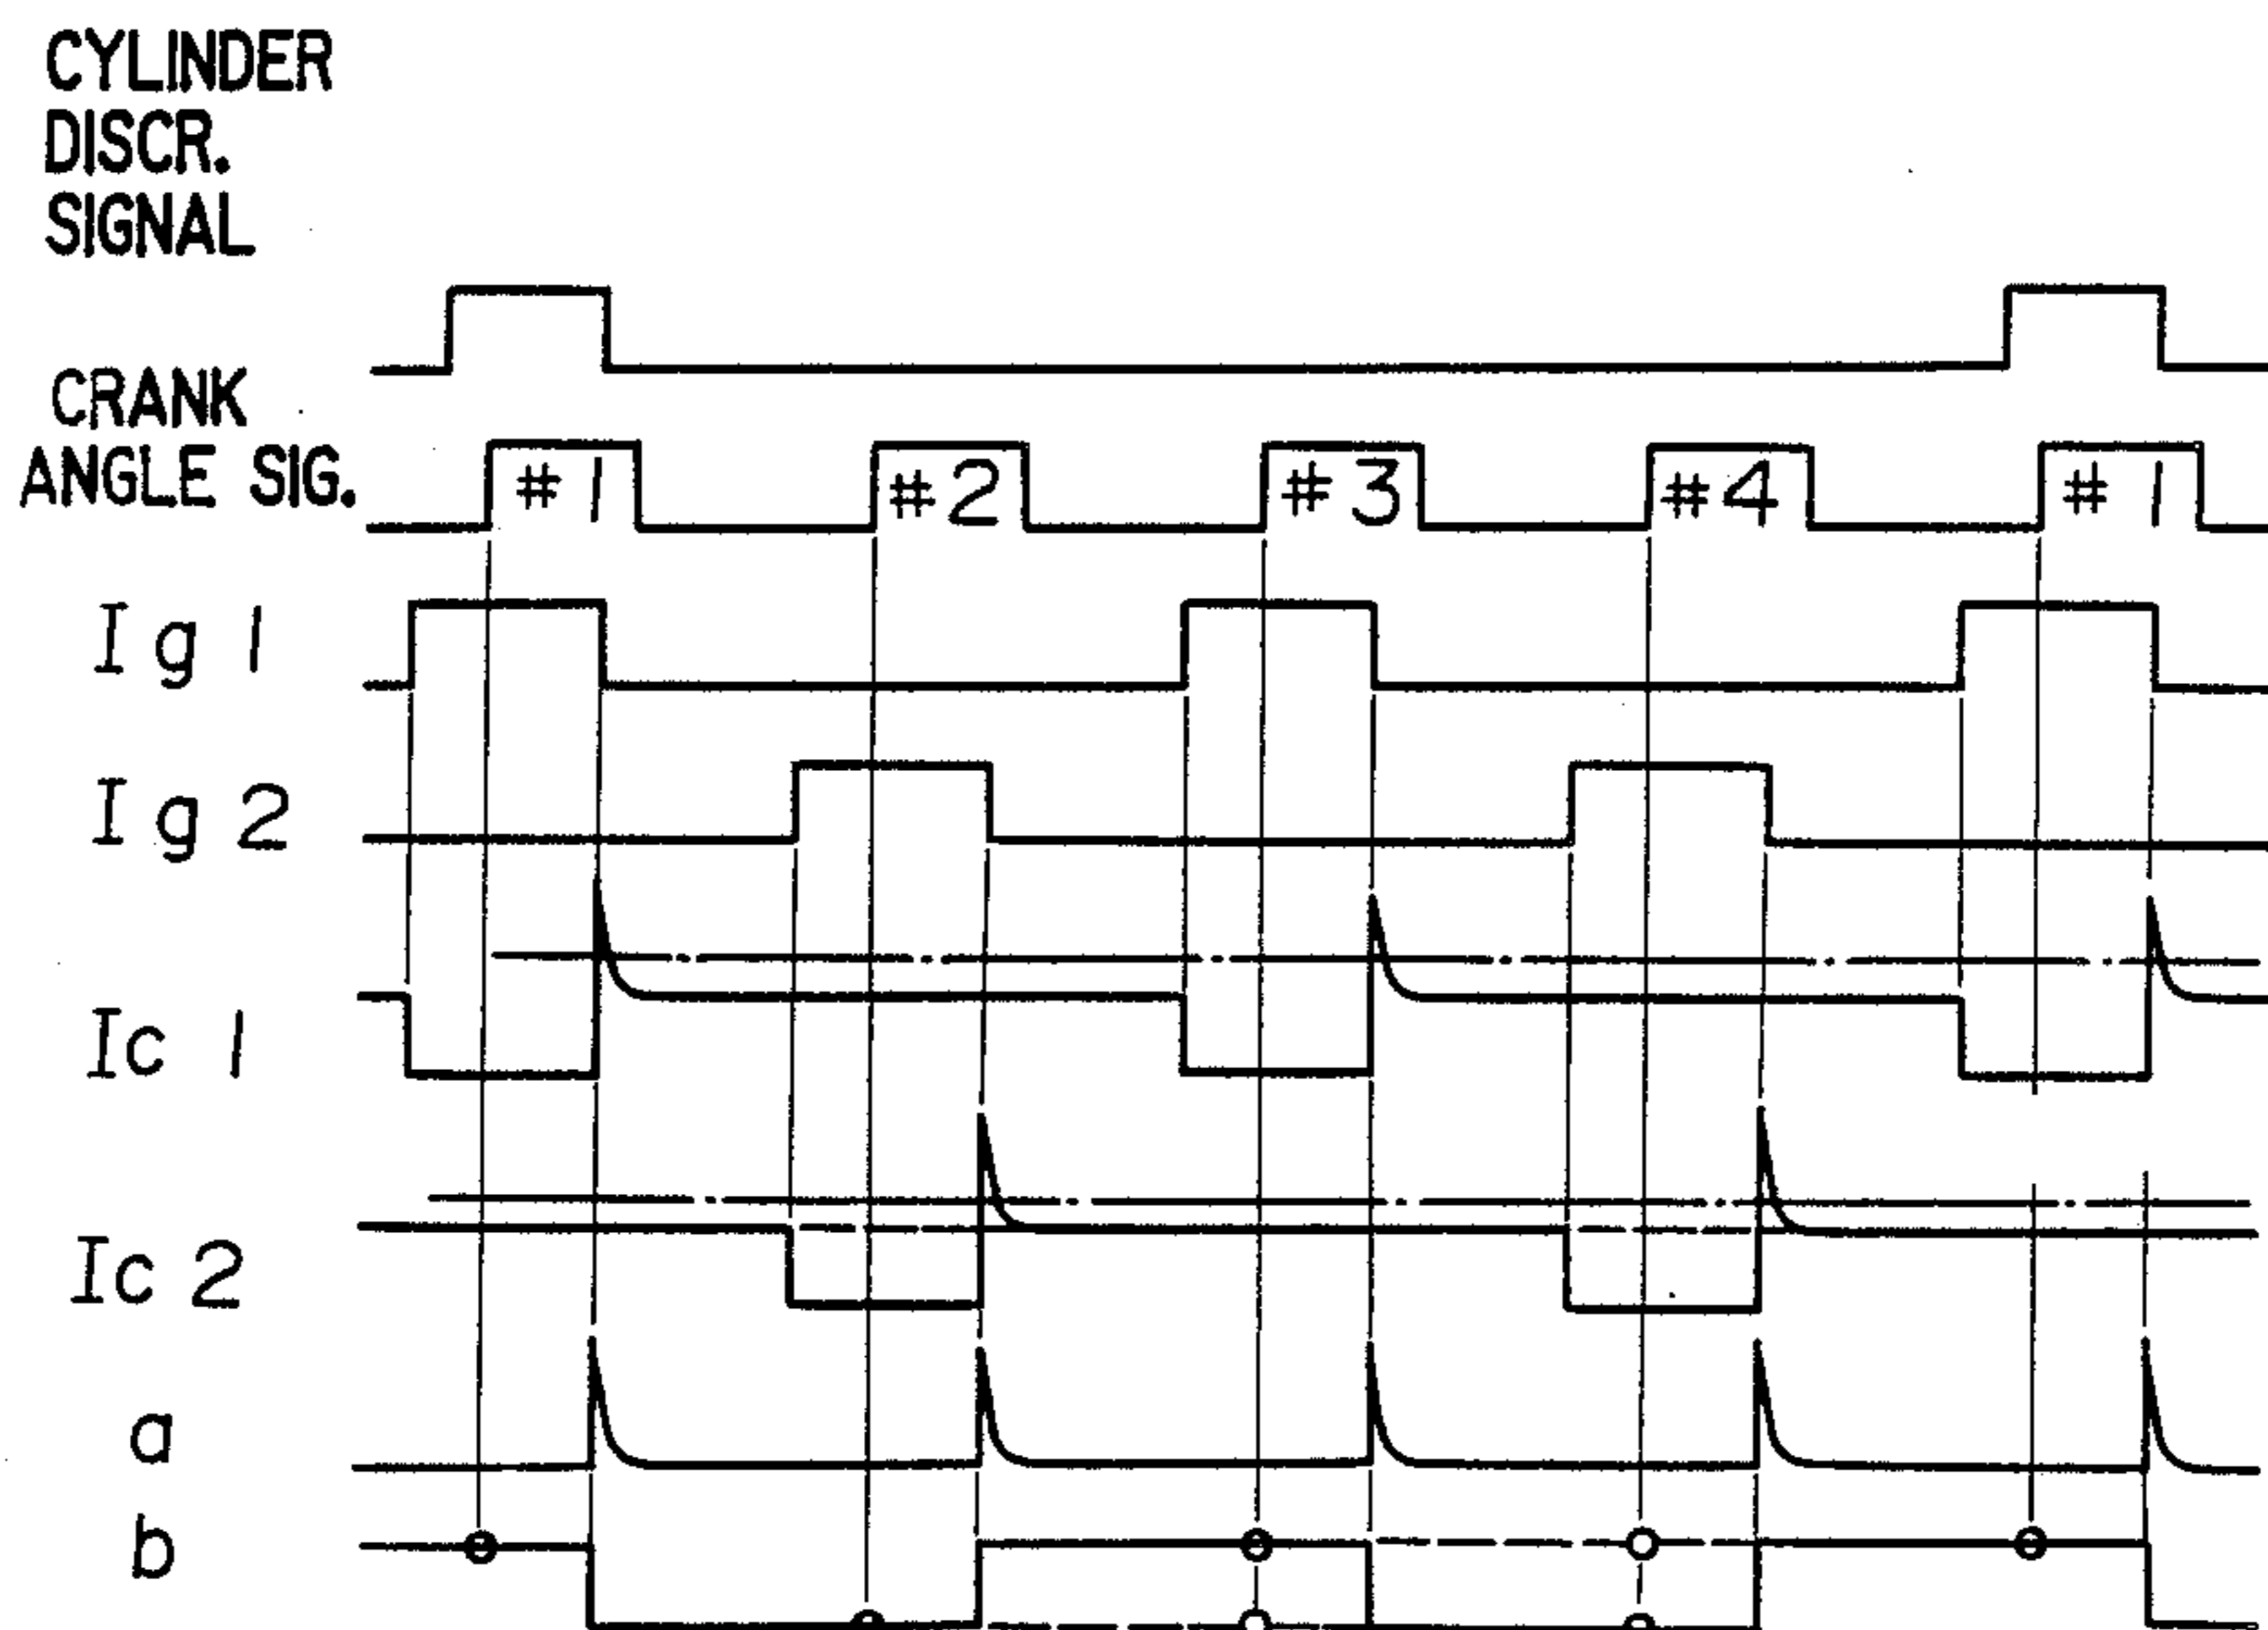 CYLINDER
DISCR.
SIGNAL
CRANK
ANGLE SIG.
#1 #2 #3 #4 #1
Ig 1
Ig 2
Ic 1
Ic 2
a
b